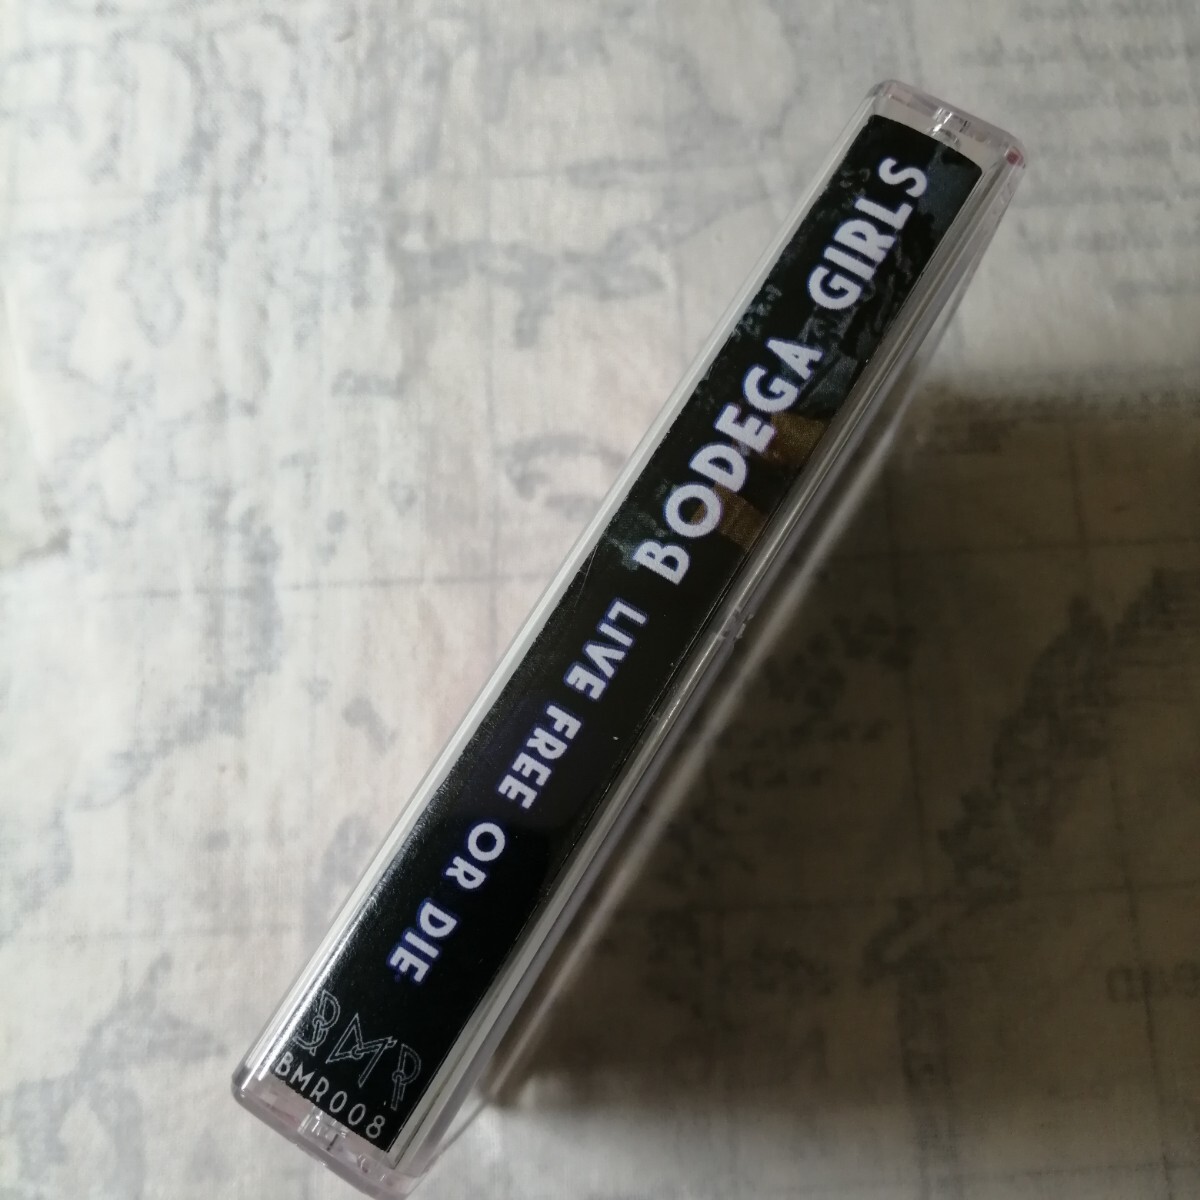 BODEGA GIRLS
LIVE FREE OR DIE
BMR
BMR008